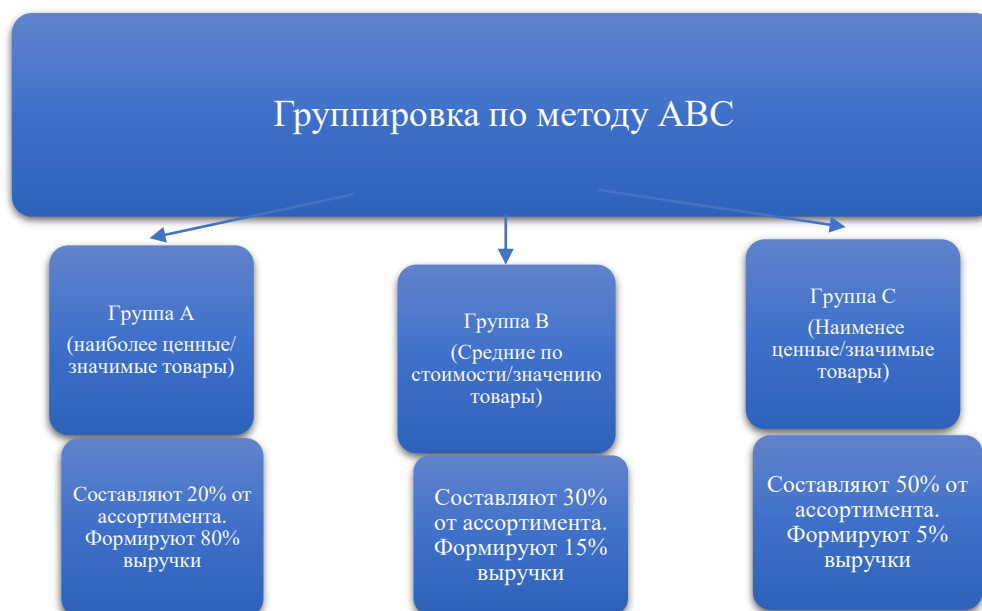 Группировка по методу АВС
Группа А
(наиболее ценные/
значимые товары)
Составляют 20% от
ассортимента.
Формируют 80%
выручки
Группа В
(Средние по
стоимости/значению
товары)
Составляют 30%
от ассортимента.
Формируют 15%
выручки
Группа С
(Наименее
ценные/значимые
товары)
Составляют 50% от
ассортимента.
Формируют 5%
выручки